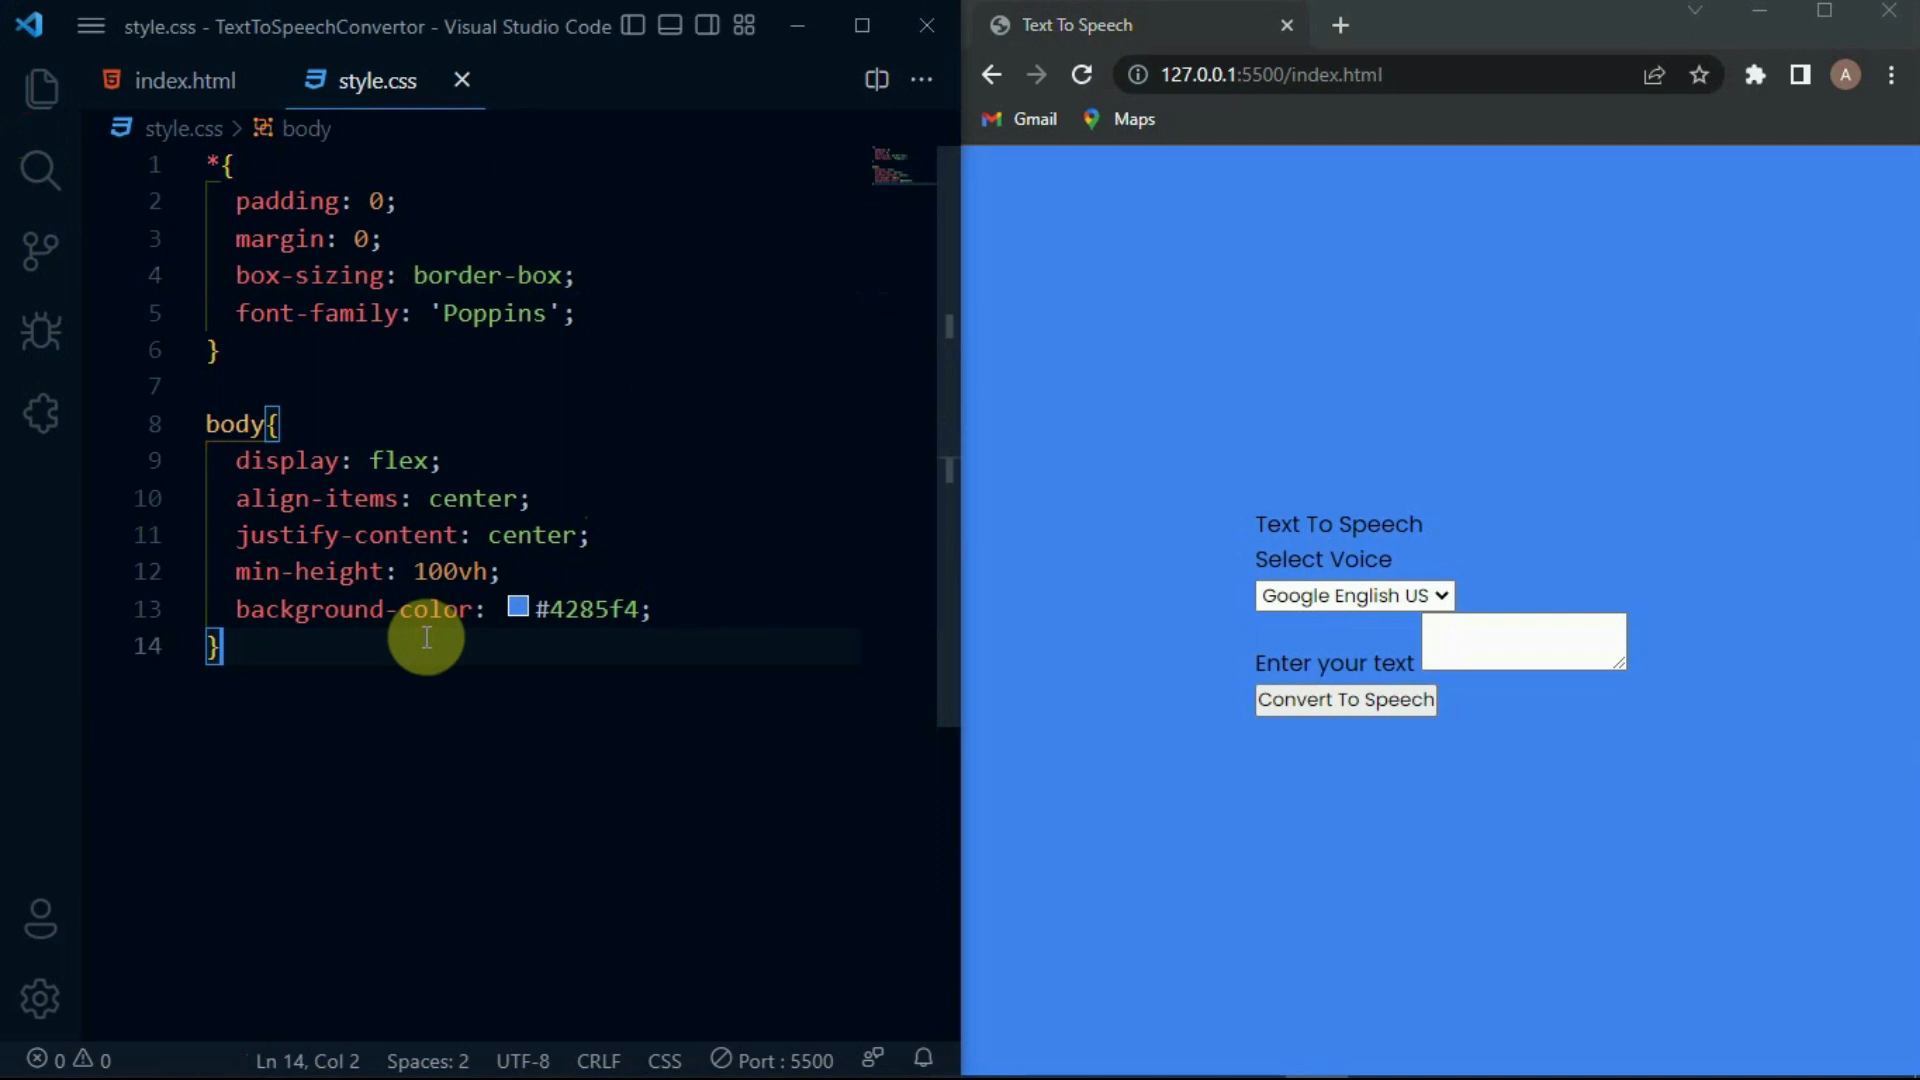 style.css - TextToSpeechConvertor - Visual Studio Code
index.html
style.css
style.css > body
1 *{
2 padding: 0;
3 margin: 0;
4 box-sizing: border-box;
5 font-family: 'Poppins';
6 }
7
8 body{
9 display: flex;
10 align-items: center;
11 justify-content: center;
12 min-height: 100vh;
13 background-color: #4285f4;
14 }
0 0
Ln 14, Col 2
Spaces: 2
UTF-8
CRLF
CSS
Port : 5500
Text To Speech
127.0.0.1:5500/index.html
A
Gmail
Maps
Text To Speech
Select Voice
Google English US
Enter your text
Convert To Speech